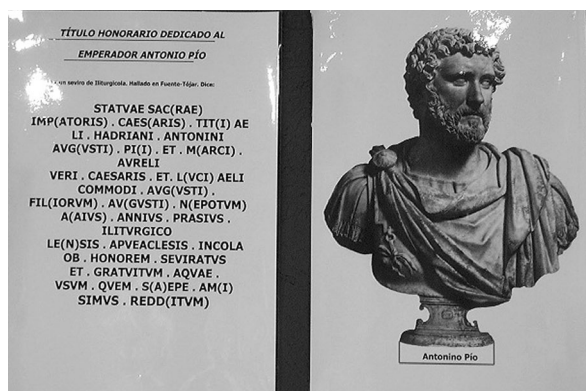 TÍTULO HONORARIO DEDICADO AL
EMPERADOR ANTONIO PÍO
un seviro de Iliturgicola. Hallado en Fuente-Tójar. Dice:
STATVAE SAC(RAE)
IMP(ATORIS) . CAES(ARIS) . TIT(I) AE
LI . HADRIANI . ANTONINI
AVG(VSTI) . PI(I) . ET . M(ARCI) .
AVRELI
VERI . CAESARIS . ET. L(VCI) AELI
COMMODI . AVG(VSTI) .
FIL(IORVM) . AV(GVSTI) . N(EPOTVM)
A(AIVS) . ANNIVS . PRASIVS .
ILITVRGICO
LE(N)SIS . APVEACLESIS . INCOLA
OB . HONOREM . SEVIRATVS
ET . GRATVITVM . AQVAE .
VSVM . QVEM . S(A)EPE . AM(I)
SIMVS . REDD(ITVM)
Antonino Pío